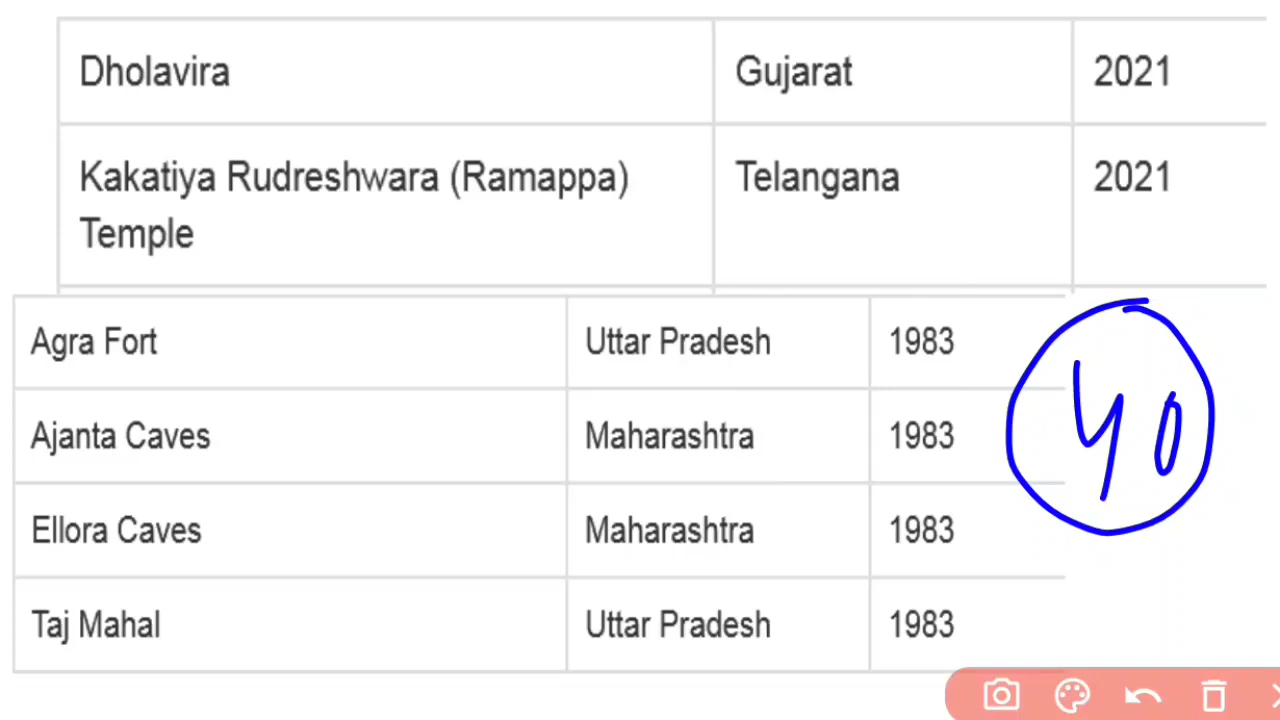 Dholavira Gujarat 2021
Kakatiya Rudreshwara (Ramappa) Telangana 2021
Temple
Agra Fort Uttar Pradesh 1983
40
Ajanta Caves Maharashtra 1983
Ellora Caves Maharashtra 1983
Taj Mahal Uttar Pradesh 1983